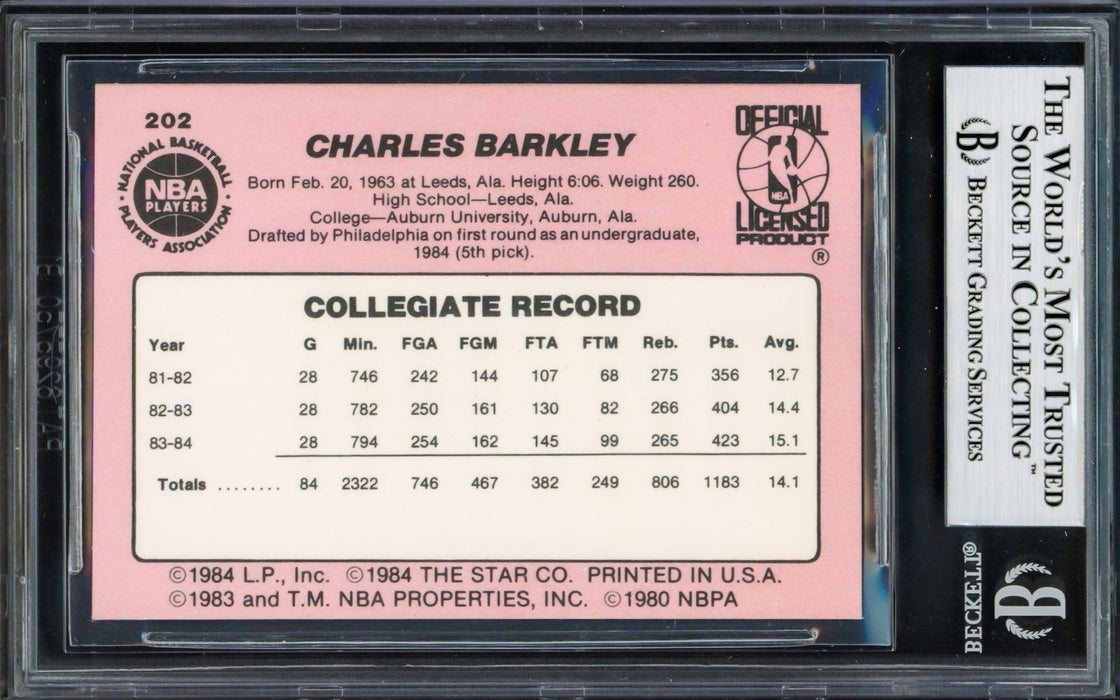 202
NATIONAL BASKETBALL
NBA
PLAYERS
PLAYERS ASSOCIATION
CHARLES BARKLEY
Born Feb. 20, 1963 at Leeds, Ala. Height 6:06. Weight 260.
High School—Leeds, Ala.
College—Auburn University, Auburn, Ala.
Drafted by Philadelphia on first round as an undergraduate,
1984 (5th pick).
OFFICIAL
NBA
LICENSED
PRODUCT
®
COLLEGIATE RECORD
Year G Min. FGA FGM FTA FTM Reb. Pts. Avg.
81-82 28 746 242 144 107 68 275 356 12.7
82-83 28 782 250 161 130 82 266 404 14.4
83-84 28 794 254 162 145 99 265 423 15.1
Totals ........ 84 2322 746 467 382 249 806 1183 14.1
©1984 L.P., Inc. ©1984 THE STAR CO. PRINTED IN U.S.A.
©1983 and T.M. NBA PROPERTIES, INC. ©1980 NBPA
THE WORLD'S MOST TRUSTED
SOURCE IN COLLECTING™
B BECKETT GRADING SERVICES
BECKETT®
B